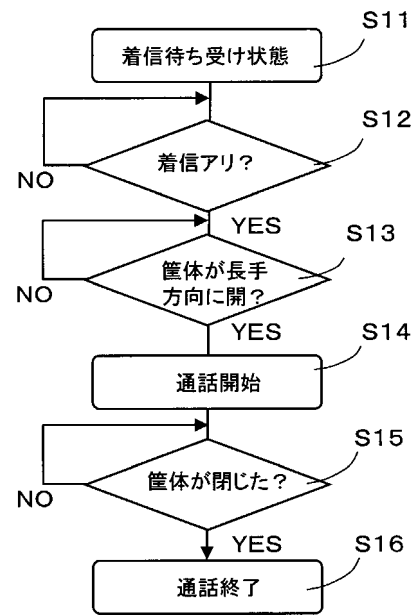 S11
着信待ち受け状態
S12
着信アリ？
NO
YES
S13
筐体が長手
方向に開？
NO
YES
S14
通話開始
S15
筐体が閉じた？
NO
YES
S16
通話終了